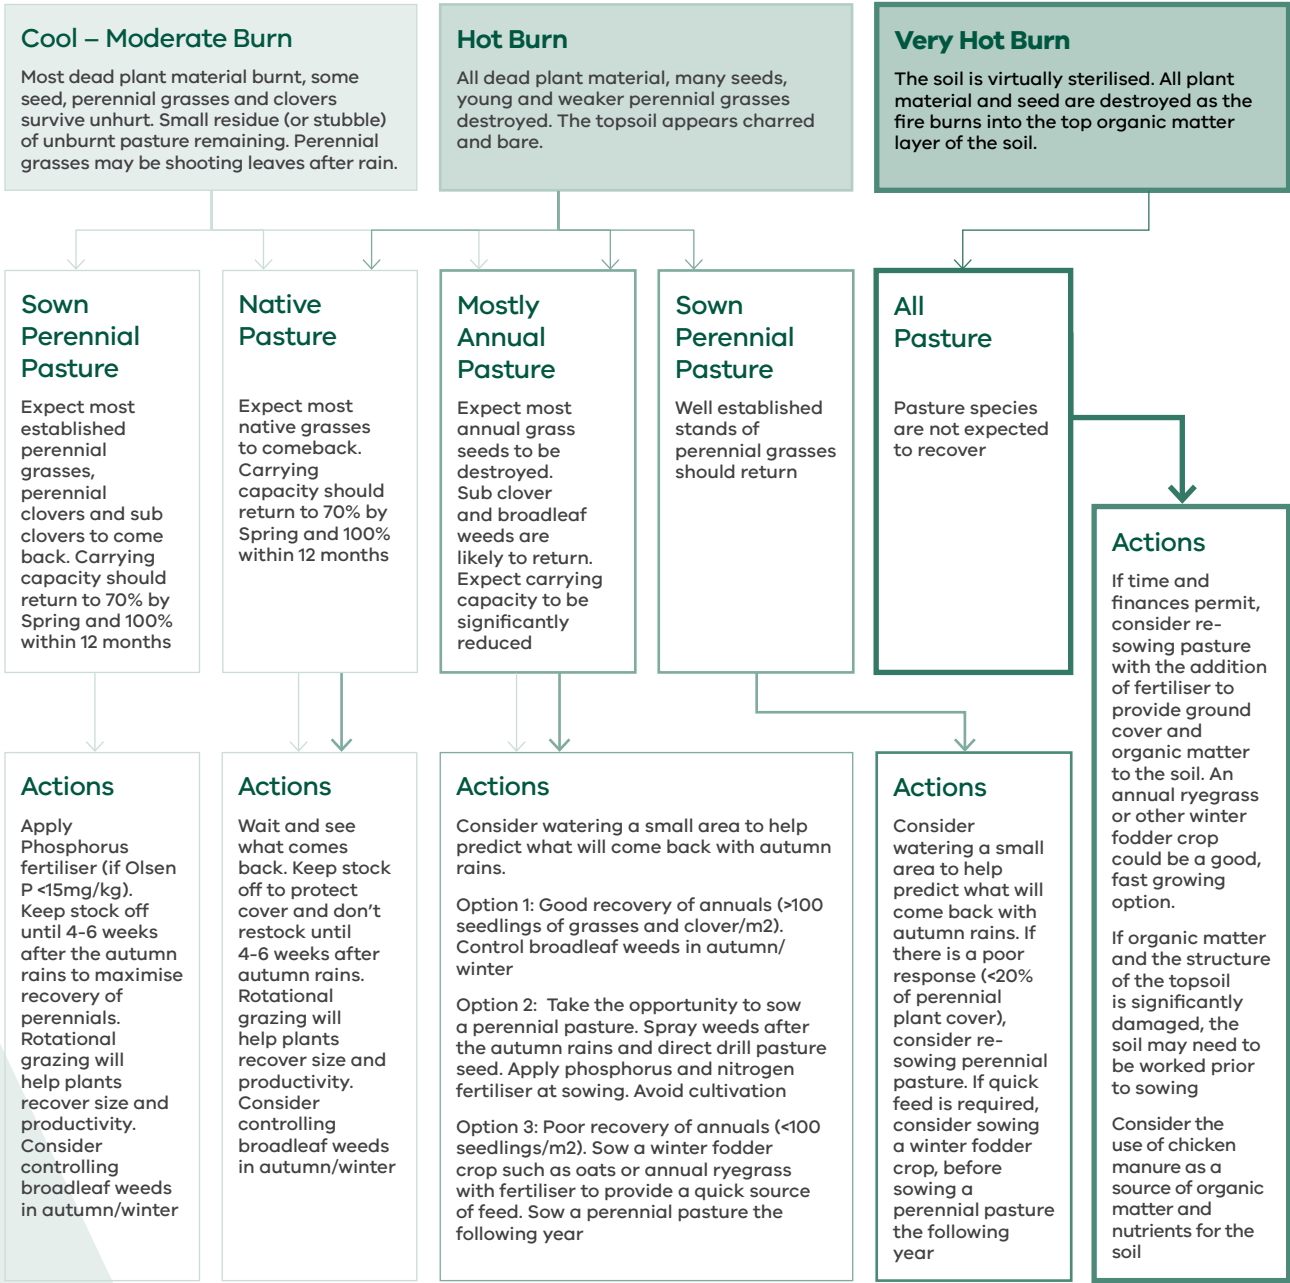 Cool – Moderate Burn
Most dead plant material burnt, some
seed, perennial grasses and clovers
survive unhurt. Small residue (or stubble)
of unburnt pasture remaining. Perennial
grasses may be shooting leaves after rain.
Hot Burn
All dead plant material, many seeds,
young and weaker perennial grasses
destroyed. The topsoil appears charred
and bare.
Very Hot Burn
The soil is virtually sterilised. All plant
material and seed are destroyed as the
fire burns into the top organic matter
layer of the soil.
Sown
Perennial
Pasture
Expect most
established
perennial
grasses,
perennial
clovers and sub
clovers to come
back. Carrying
capacity should
return to 70% by
Spring and 100%
within 12 months
Native
Pasture
Expect most
native grasses
to comeback.
Carrying
capacity should
return to 70% by
Spring and 100%
within 12 months
Mostly
Annual
Pasture
Expect most
annual grass
seeds to be
destroyed.
Sub clover
and broadleaf
weeds are
likely to return.
Expect carrying
capacity to be
significantly
reduced
Sown
Perennial
Pasture
Well established
stands of
perennial grasses
should return
All
Pasture
Pasture species
are not expected
to recover
Actions
Apply
Phosphorus
fertiliser (if Olsen
P <15mg/kg).
Keep stock off
until 4-6 weeks
after the autumn
rains to maximise
recovery of
perennials.
Rotational
grazing will
help plants
recover size and
productivity.
Consider
controlling
broadleaf weeds
in autumn/winter
Actions
Wait and see
what comes
back. Keep stock
off to protect
cover and don't
restock until
4-6 weeks after
autumn rains.
Rotational
grazing will
help plants
recover size and
productivity.
Consider
controlling
broadleaf weeds
in autumn/winter
Actions
Consider watering a small area to help
predict what will come back with autumn
rains.
Option 1: Good recovery of annuals (>100
seedlings of grasses and clover/m2).
Control broadleaf weeds in autumn/
winter
Option 2:  Take the opportunity to sow
a perennial pasture. Spray weeds after
the autumn rains and direct drill pasture
seed. Apply phosphorus and nitrogen
fertiliser at sowing. Avoid cultivation
Option 3: Poor recovery of annuals (<100
seedlings/m2). Sow a winter fodder
crop such as oats or annual ryegrass
with fertiliser to provide a quick source
of feed. Sow a perennial pasture the
following year
Actions
Consider
watering a small
area to help
predict what will
come back with
autumn rains. If
there is a poor
response (<20%
of perennial
plant cover),
consider re-
sowing perennial
pasture. If quick
feed is required,
consider sowing
a winter fodder
crop, before
sowing a
perennial pasture
the following
year
Actions
If time and
finances permit,
consider re-
sowing pasture
with the addition
of fertiliser to
provide ground
cover and
organic matter
to the soil. An
annual ryegrass
or other winter
fodder crop
could be a good,
fast growing
option.
If organic matter
and the structure
of the topsoil
is significantly
damaged, the
soil may need to
be worked prior
to sowing
Consider the
use of chicken
manure as a
source of organic
matter and
nutrients for the
soil